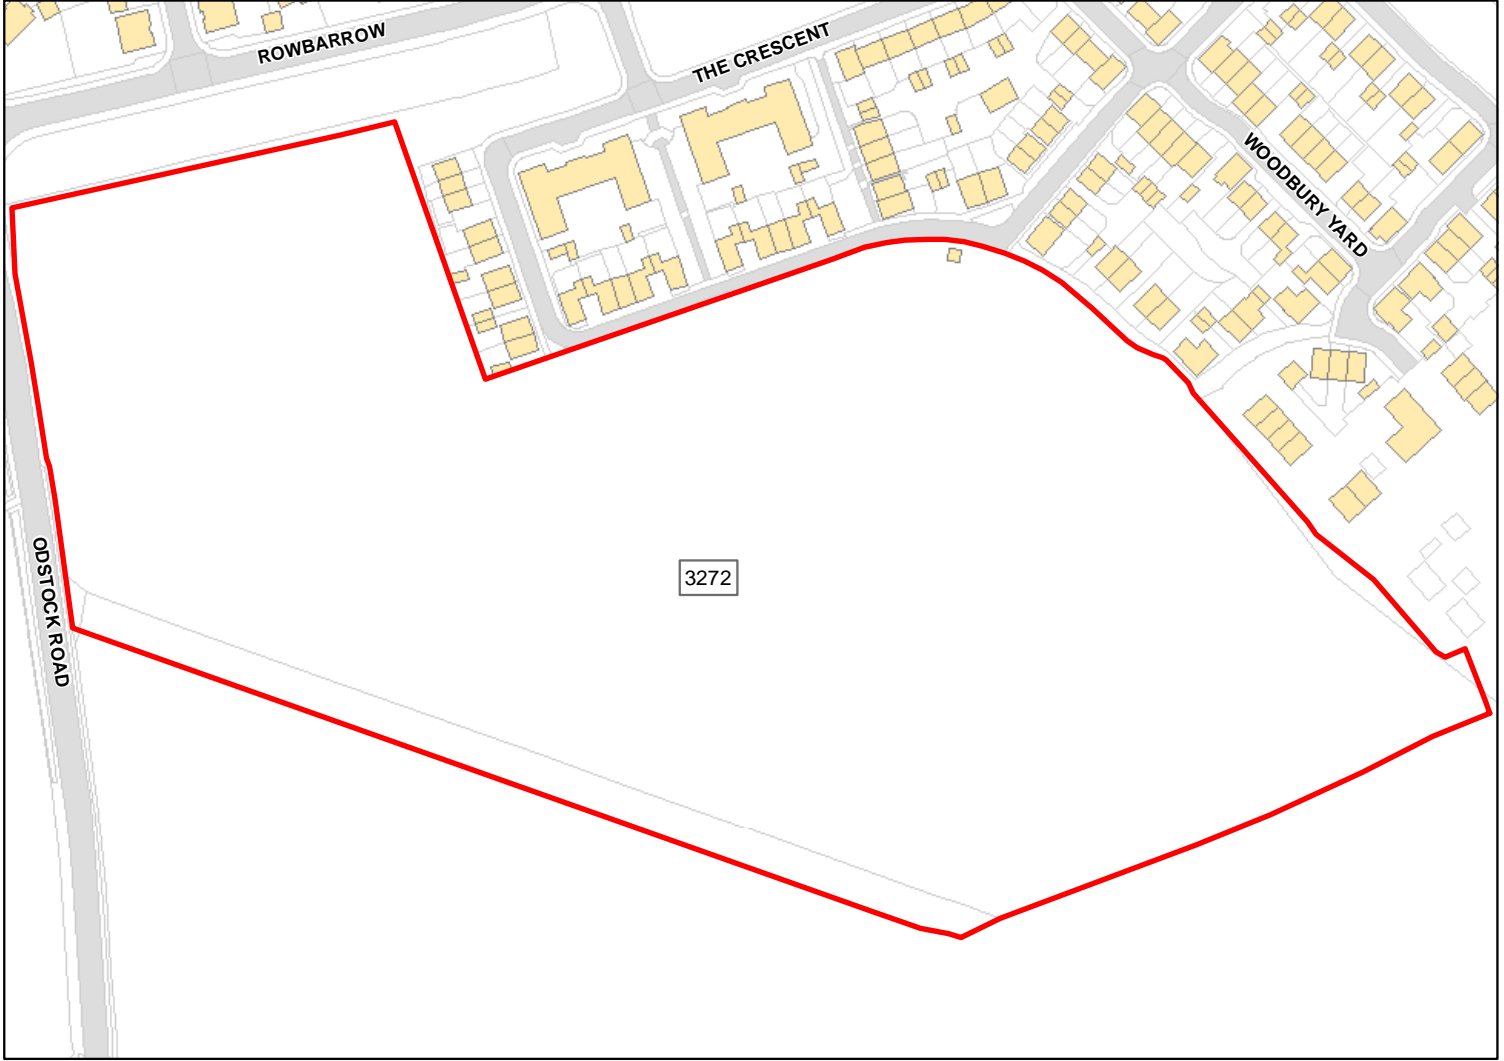 ROWBARROW
THE CRESCENT
WOODBURY YARD
3272
ODSTOCK ROAD